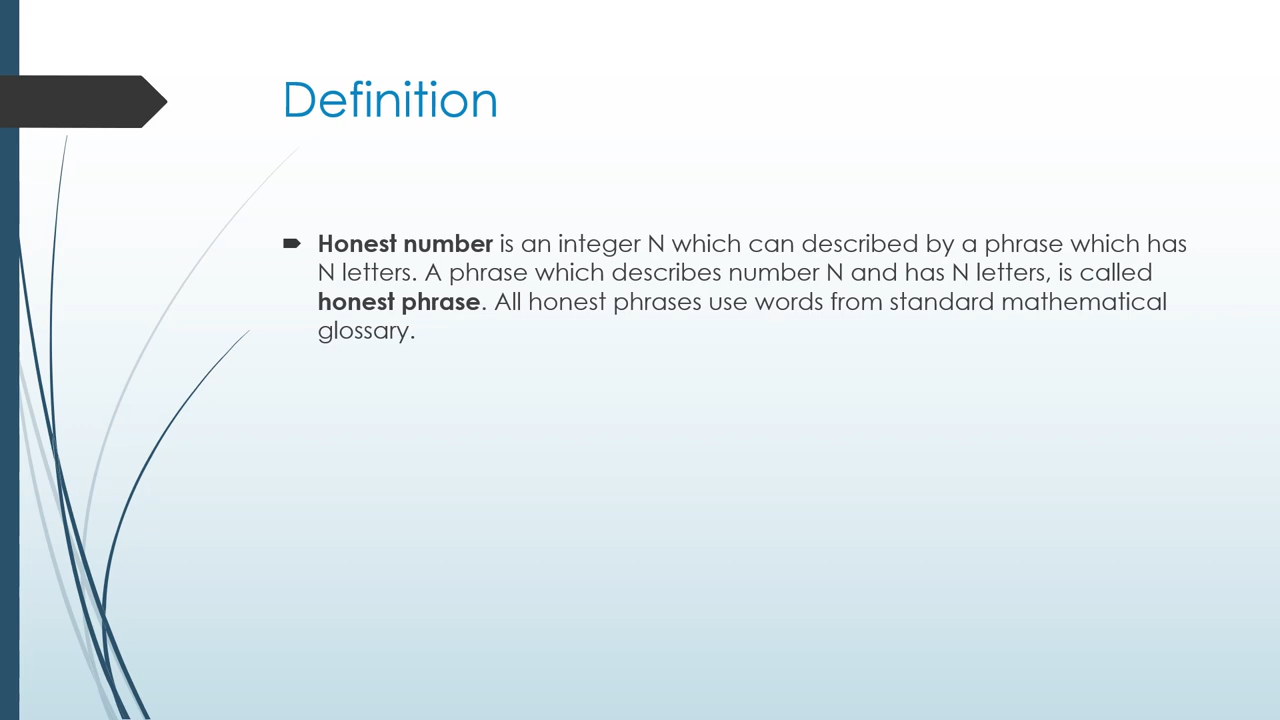 Definition
Honest number is an integer N which can described by a phrase which has
N letters. A phrase which describes number N and has N letters, is called
honest phrase. All honest phrases use words from standard mathematical
glossary.